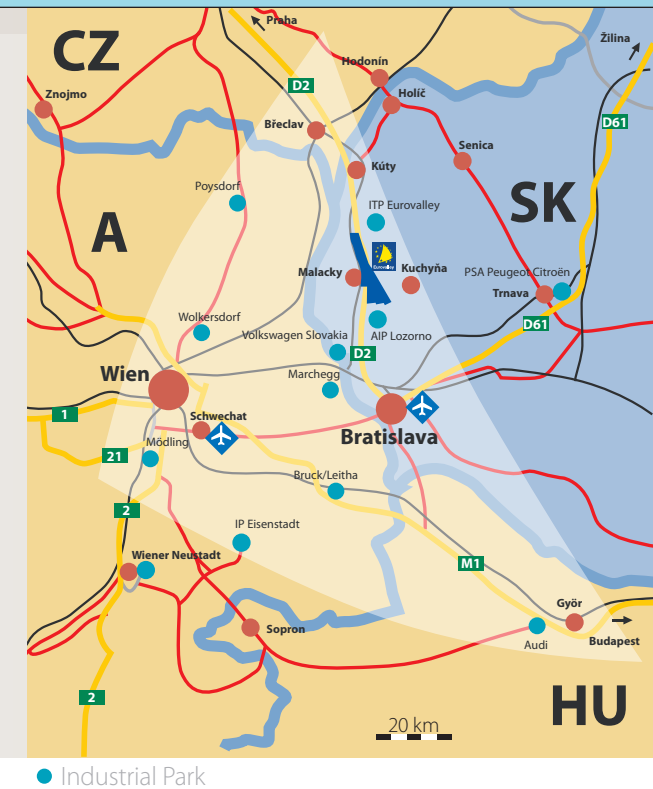 Praha
CZ
Žilina
Hodonín
D2
Znojmo
Holíč
Břeclav
D61
Senica
Kúty
Poysdorf
ITP Eurovalley
SK
A
Eurovalley
Malacky
Kuchyňa
PSA Peugeot Citroën
Trnava
Wolkersdorf
D61
Volkswagen Slovakia
AIP Lozorno
D2
Wien
Marchegg
1
Schwechat
Bratislava
Mödling
21
Bruck/Leitha
2
IP Eisenstadt
Wiener Neustadt
M1
Györ
Sopron
Audi
Budapest
2
HU
20 km
Industrial Park